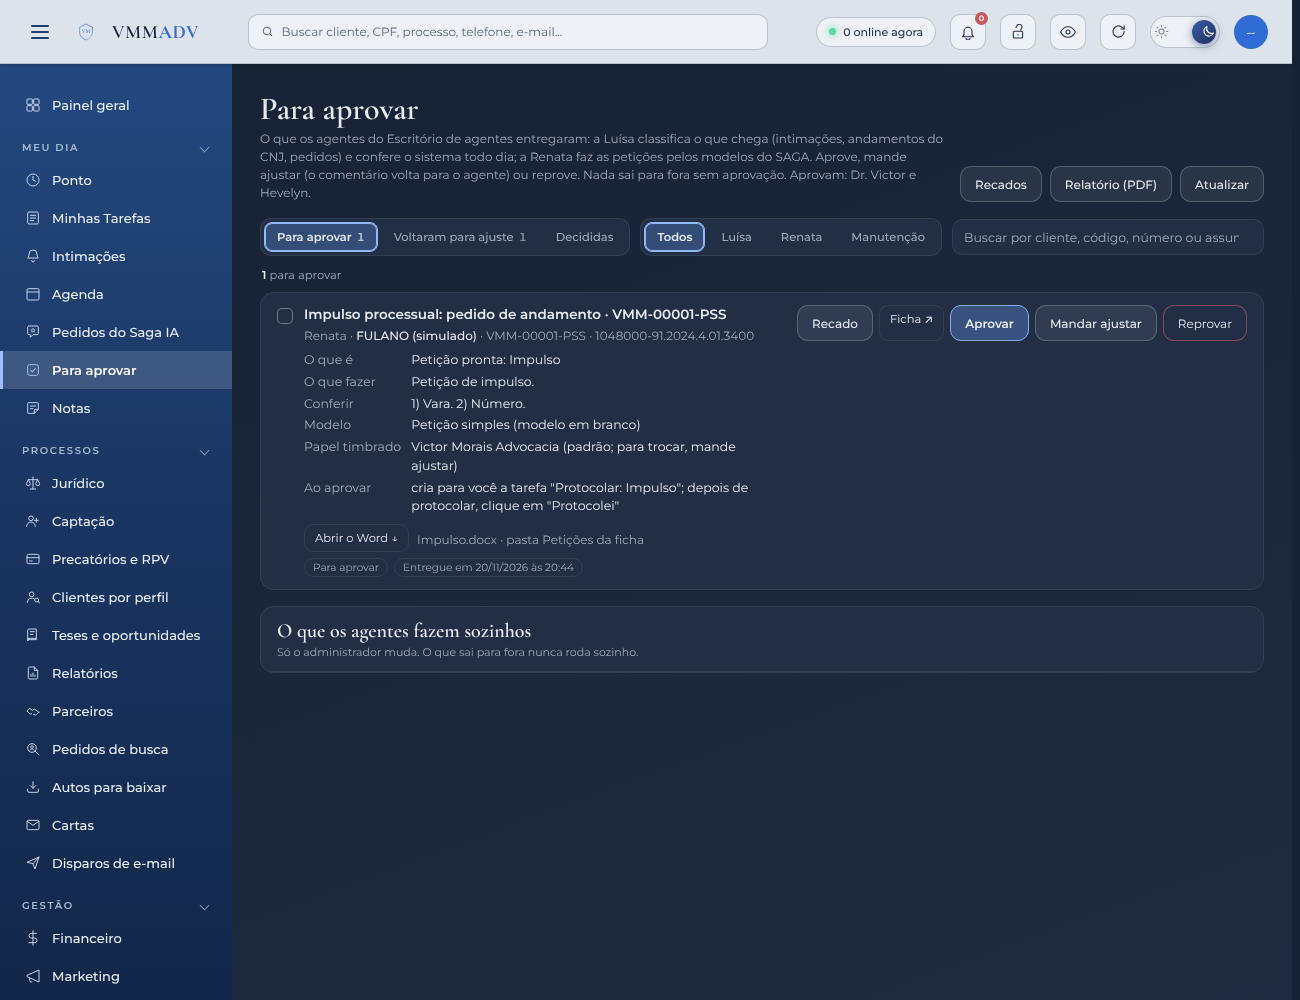 VMMADV
Buscar cliente, CPF, processo, telefone, e-mail...
0 online agora
0
--
Painel geral
MEU DIA
Ponto
Minhas Tarefas
Intimações
Agenda
Pedidos do Saga IA
Para aprovar
Notas
PROCESSOS
Jurídico
Captação
Precatórios e RPV
Clientes por perfil
Teses e oportunidades
Relatórios
Parceiros
Pedidos de busca
Autos para baixar
Cartas
Disparos de e-mail
GESTÃO
Financeiro
Marketing
Para aprovar
O que os agentes do Escritório de agentes entregaram: a Luísa classifica o que chega (intimações, andamentos do
CNJ, pedidos) e confere o sistema todo dia; a Renata faz as petições pelos modelos do SAGA. Aprove, mande
ajustar (o comentário volta para o agente) ou reprove. Nada sai para fora sem aprovação. Aprovam: Dr. Victor e
Hevelyn.
Recados
Relatório (PDF)
Atualizar
Para aprovar 1
Voltaram para ajuste 1
Decididas
Todos
Luísa
Renata
Manutenção
Buscar por cliente, código, número ou assur
1 para aprovar
Impulso processual: pedido de andamento · VMM-00001-PSS
Renata · FULANO (simulado) · VMM-00001-PSS · 1048000-91.2024.4.01.3400
Recado
Ficha ↗
Aprovar
Mandar ajustar
Reprovar
O que é Petição pronta: Impulso
O que fazer Petição de impulso.
Conferir 1) Vara. 2) Número.
Modelo Petição simples (modelo em branco)
Papel timbrado Victor Morais Advocacia (padrão; para trocar, mande
ajustar)
Ao aprovar cria para você a tarefa "Protocolar: Impulso"; depois de
protocolar, clique em "Protocolei"
Abrir o Word ↓ Impulso.docx · pasta Petições da ficha
Para aprovar Entregue em 20/11/2026 às 20:44
O que os agentes fazem sozinhos
Só o administrador muda. O que sai para fora nunca roda sozinho.